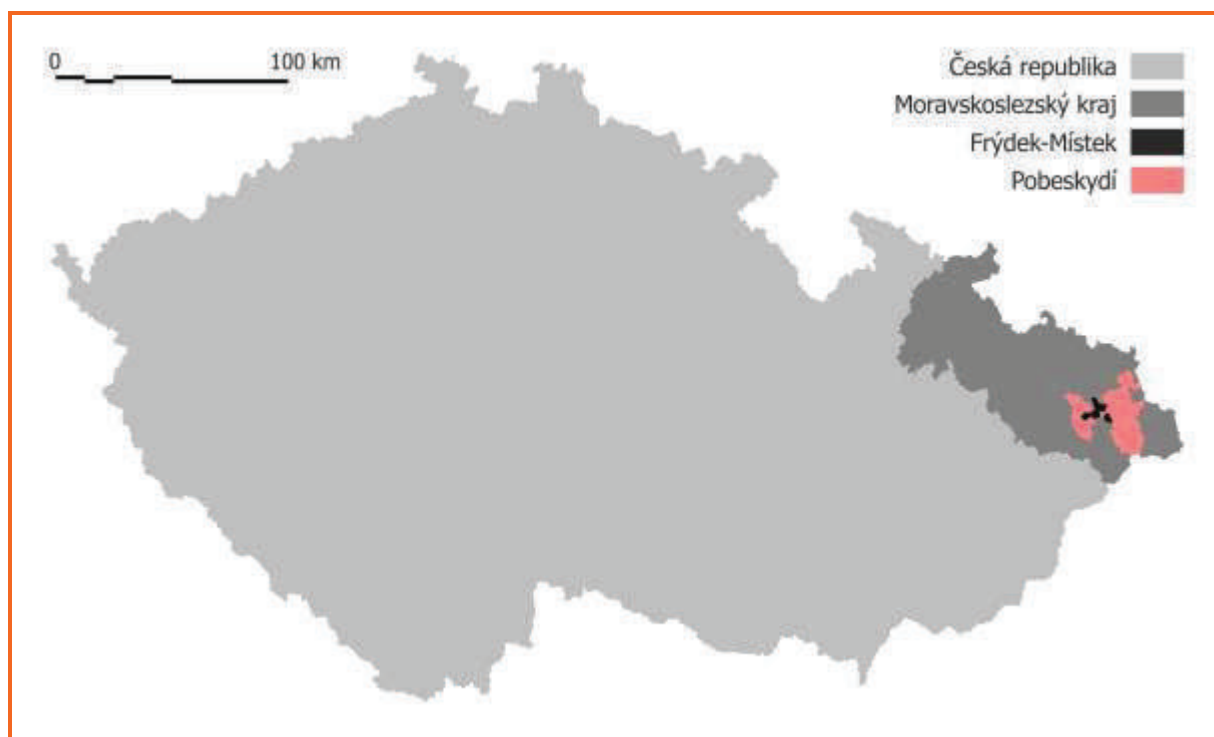 0 100 km
Česká republika
Moravskoslezský kraj
Frýdek-Místek
Pobeskydí